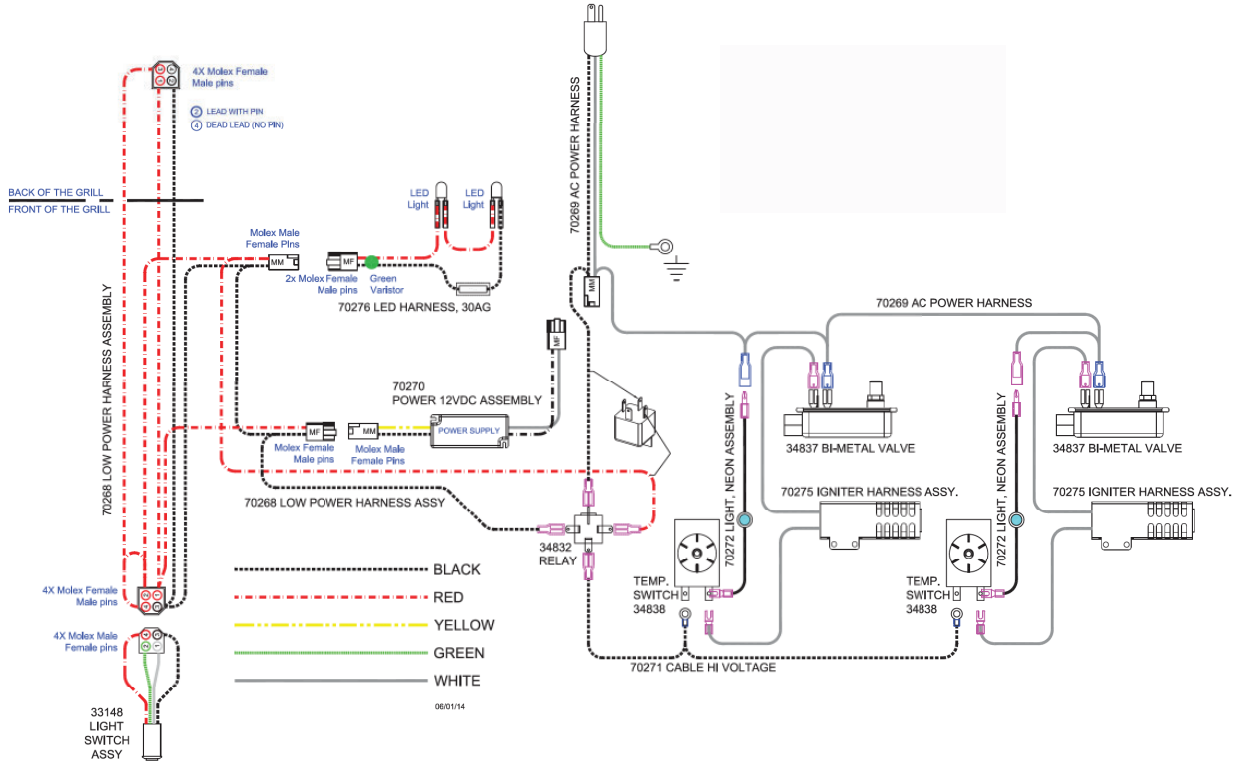 4X Molex Female
Male pins
2 LEAD WITH PIN
4 DEAD LEAD (NO PIN)
BACK OF THE GRILL
FRONT OF THE GRILL
70268 LOW POWER HARNESS ASSEMBLY
Molex Male
Female PIns
MM
MF
2x Molex Female
Male pins
Green
Varistor
LED
Light
LED
Light
70276 LED HARNESS, 30AG
70269 AC POWER HARNESS
MM
MF
70270
POWER 12VDC ASSEMBLY
POWER SUPPLY
MF
MM
Molex Female
Male pins
Molex Male
Female Pins
70268 LOW POWER HARNESS ASSY
34832
RELAY
70269 AC POWER HARNESS
34837 BI-METAL VALVE
34837 BI-METAL VALVE
70272 LIGHT, NEON ASSEMBLY
70272 LIGHT, NEON ASSEMBLY
70275 IGNITER HARNESS ASSY.
70275 IGNITER HARNESS ASSY.
TEMP.
SWITCH
34838
TEMP.
SWITCH
34838
70271 CABLE HI VOLTAGE
BLACK
RED
YELLOW
GREEN
WHITE
06/01/14
4X Molex Female
Male pins
4X Molex Male
Female pins
33148
LIGHT
SWITCH
ASSY